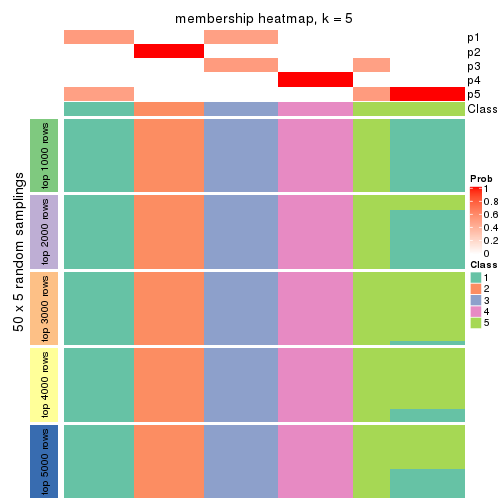 membership heatmap, k = 5
p1
p2
p3
p4
p5
Class
50 x 5 random samplings
top 1000 rows
top 2000 rows
top 3000 rows
top 4000 rows
top 5000 rows
Prob
1
0.8
0.6
0.4
0.2
0
Class
1
2
3
4
5